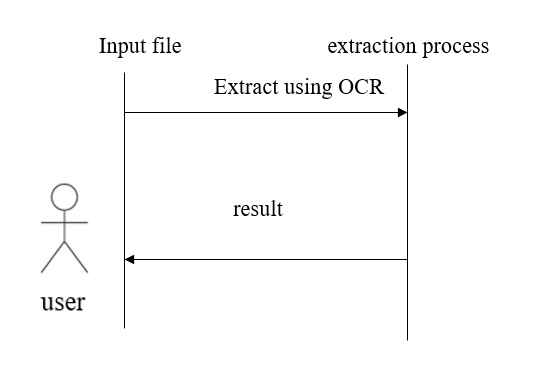 Input file
extraction process
Extract using OCR
result
user